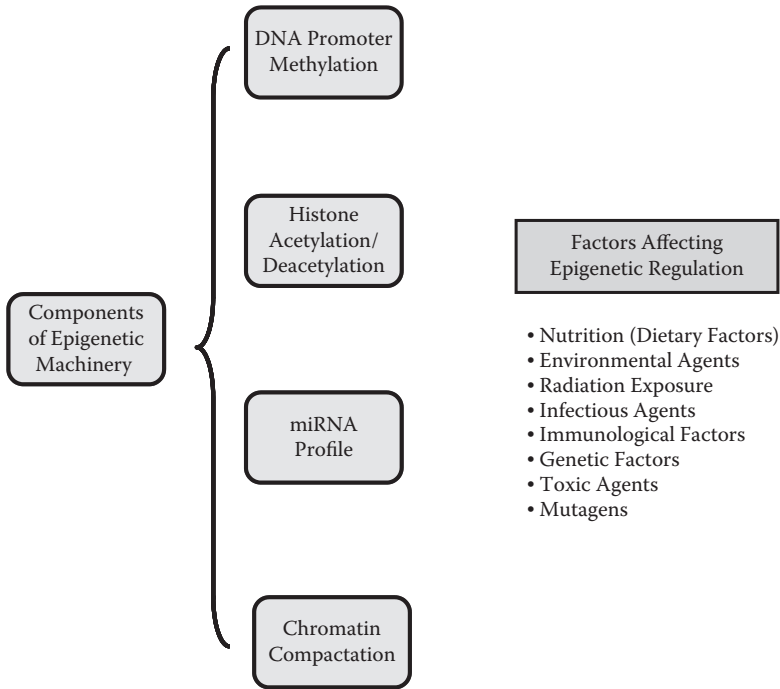 DNA Promoter
Methylation
Histone
Acetylation/
Deacetylation
Components
of Epigenetic
Machinery
miRNA
Profile
Chromatin
Compactation
Factors Affecting
Epigenetic Regulation
• Nutrition (Dietary Factors)
• Environmental Agents
• Radiation Exposure
• Infectious Agents
• Immunological Factors
• Genetic Factors
• Toxic Agents
• Mutagens